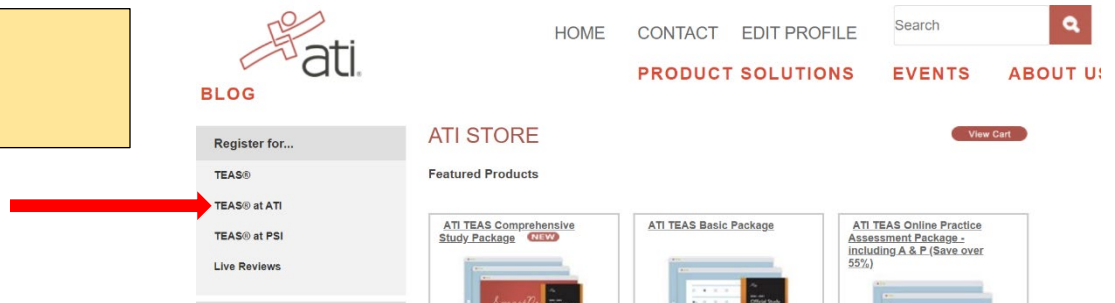 ati
HOME CONTACT EDIT PROFILE
Search
PRODUCT SOLUTIONS EVENTS ABOUT US
BLOG
Register for...
TEAS®
TEAS® at ATI
TEAS® at PSI
Live Reviews
ATI STORE
View Cart
Featured Products
ATI TEAS Comprehensive
Study Package NEW
ATI TEAS Basic Package
ATI TEAS Online Practice
Assessment Package -
including A & P (Save over
55%)